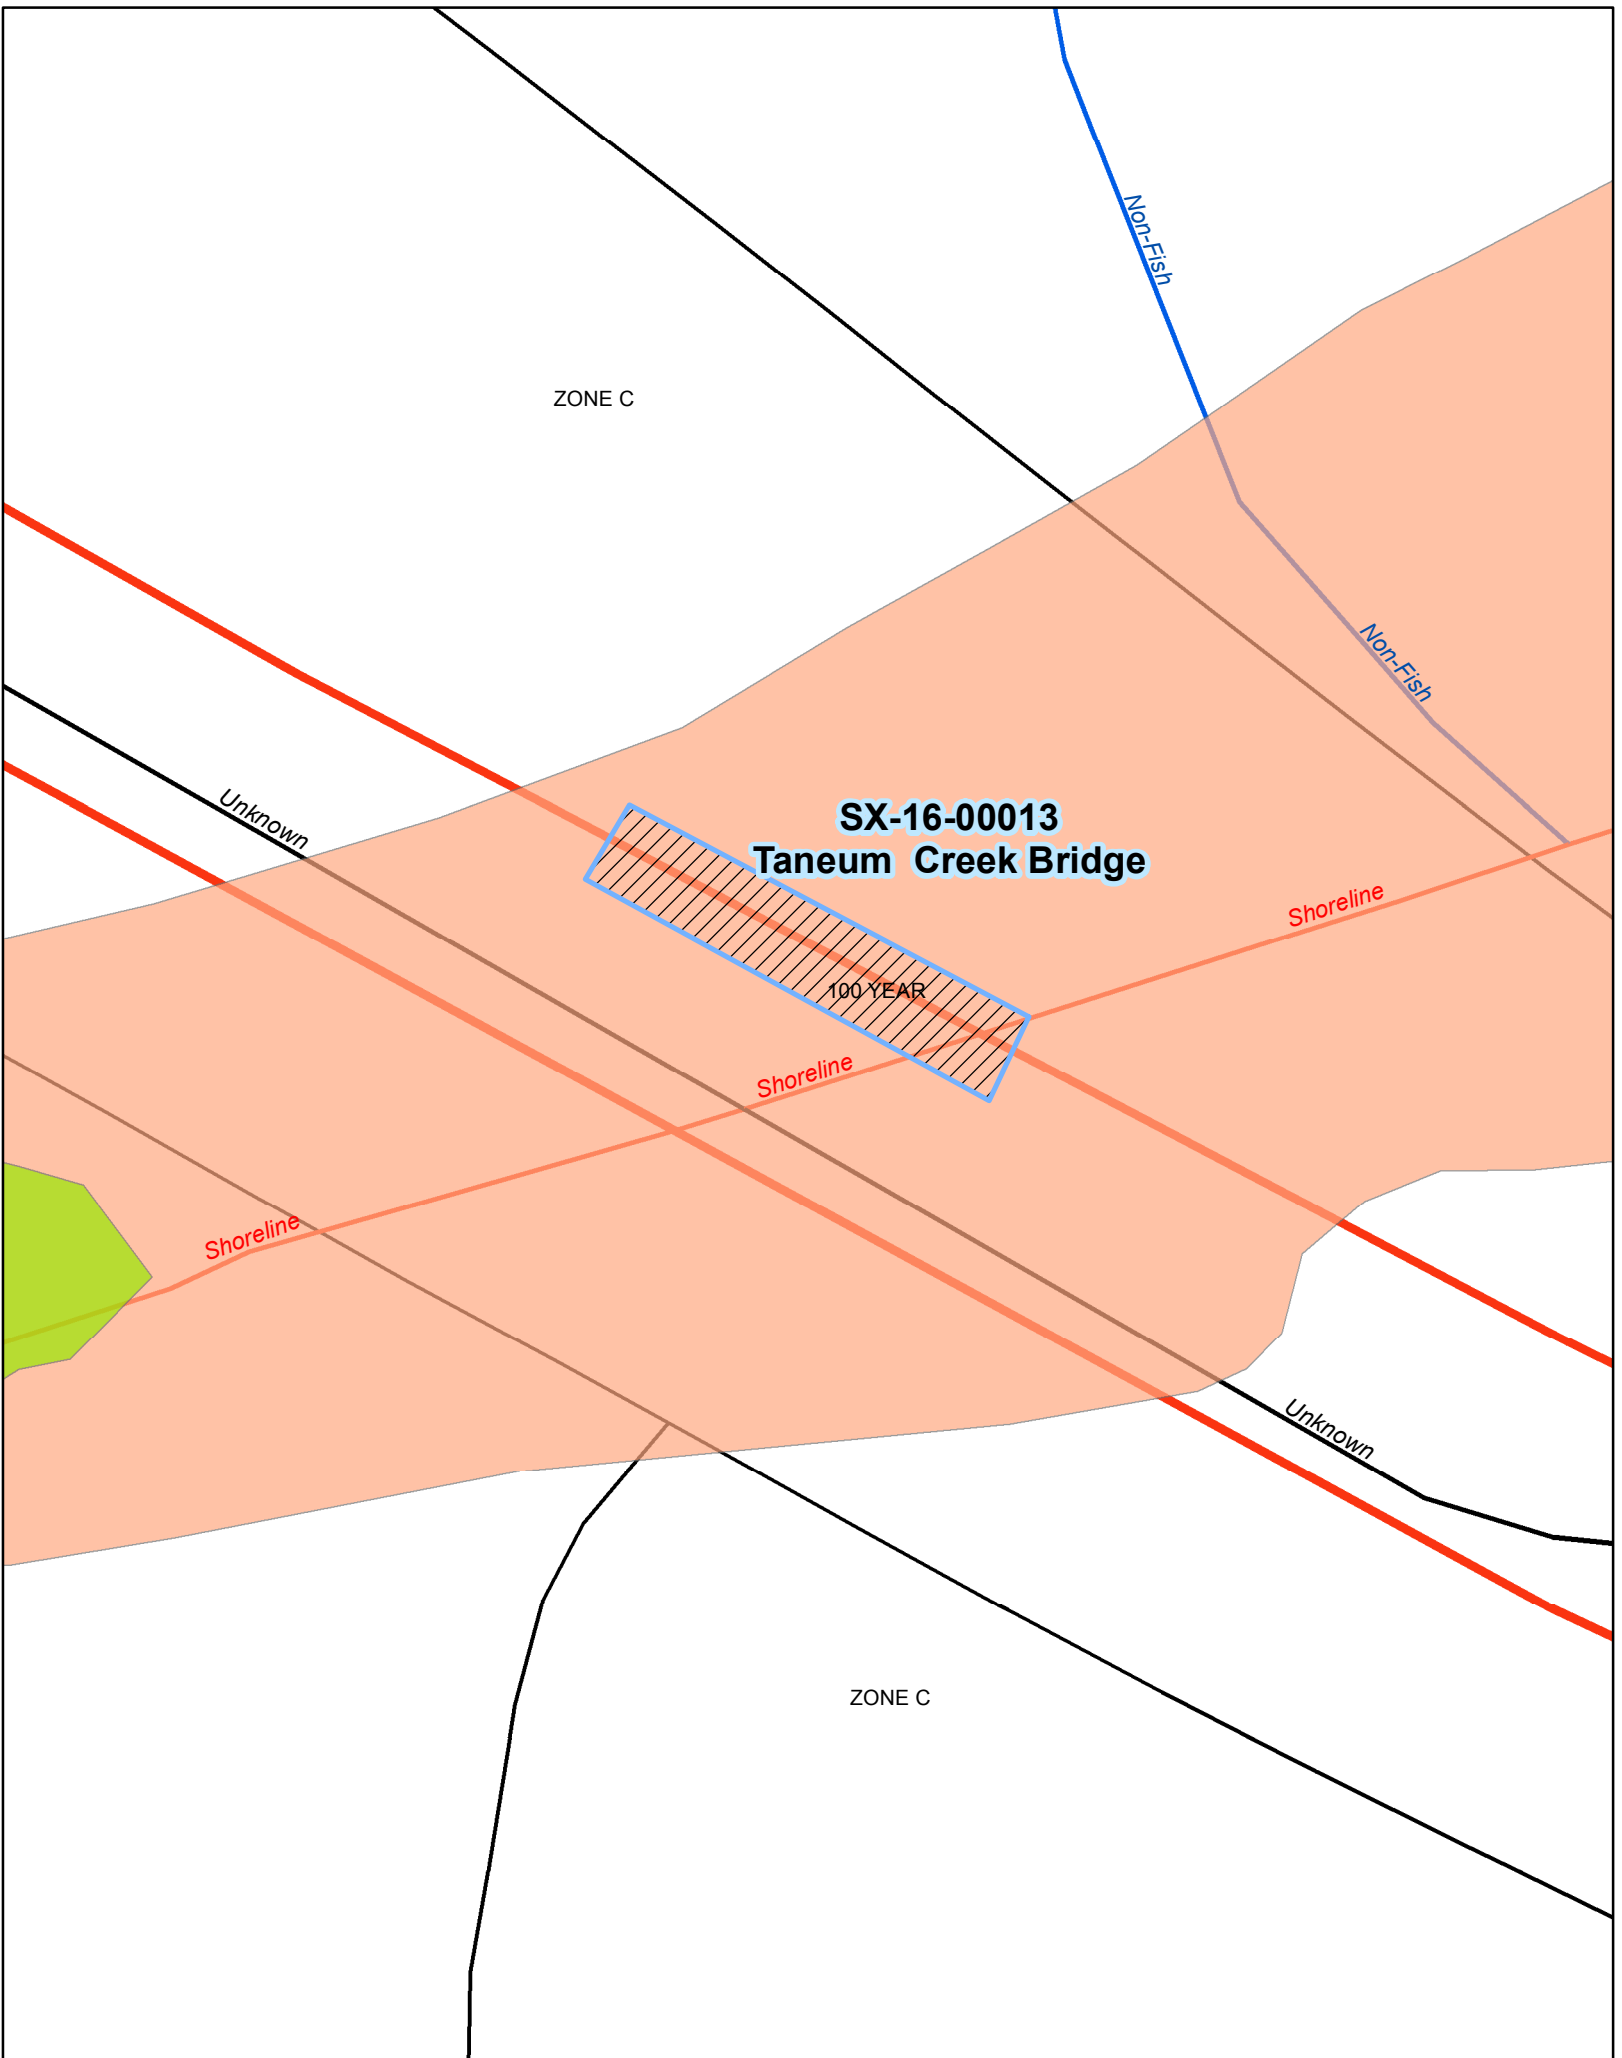 Non-Fish
ZONE C
Non-Fish
Unknown
SX-16-00013
Taneum  Creek Bridge
Shoreline
100 YEAR
Shoreline
Shoreline
Unknown
ZONE C